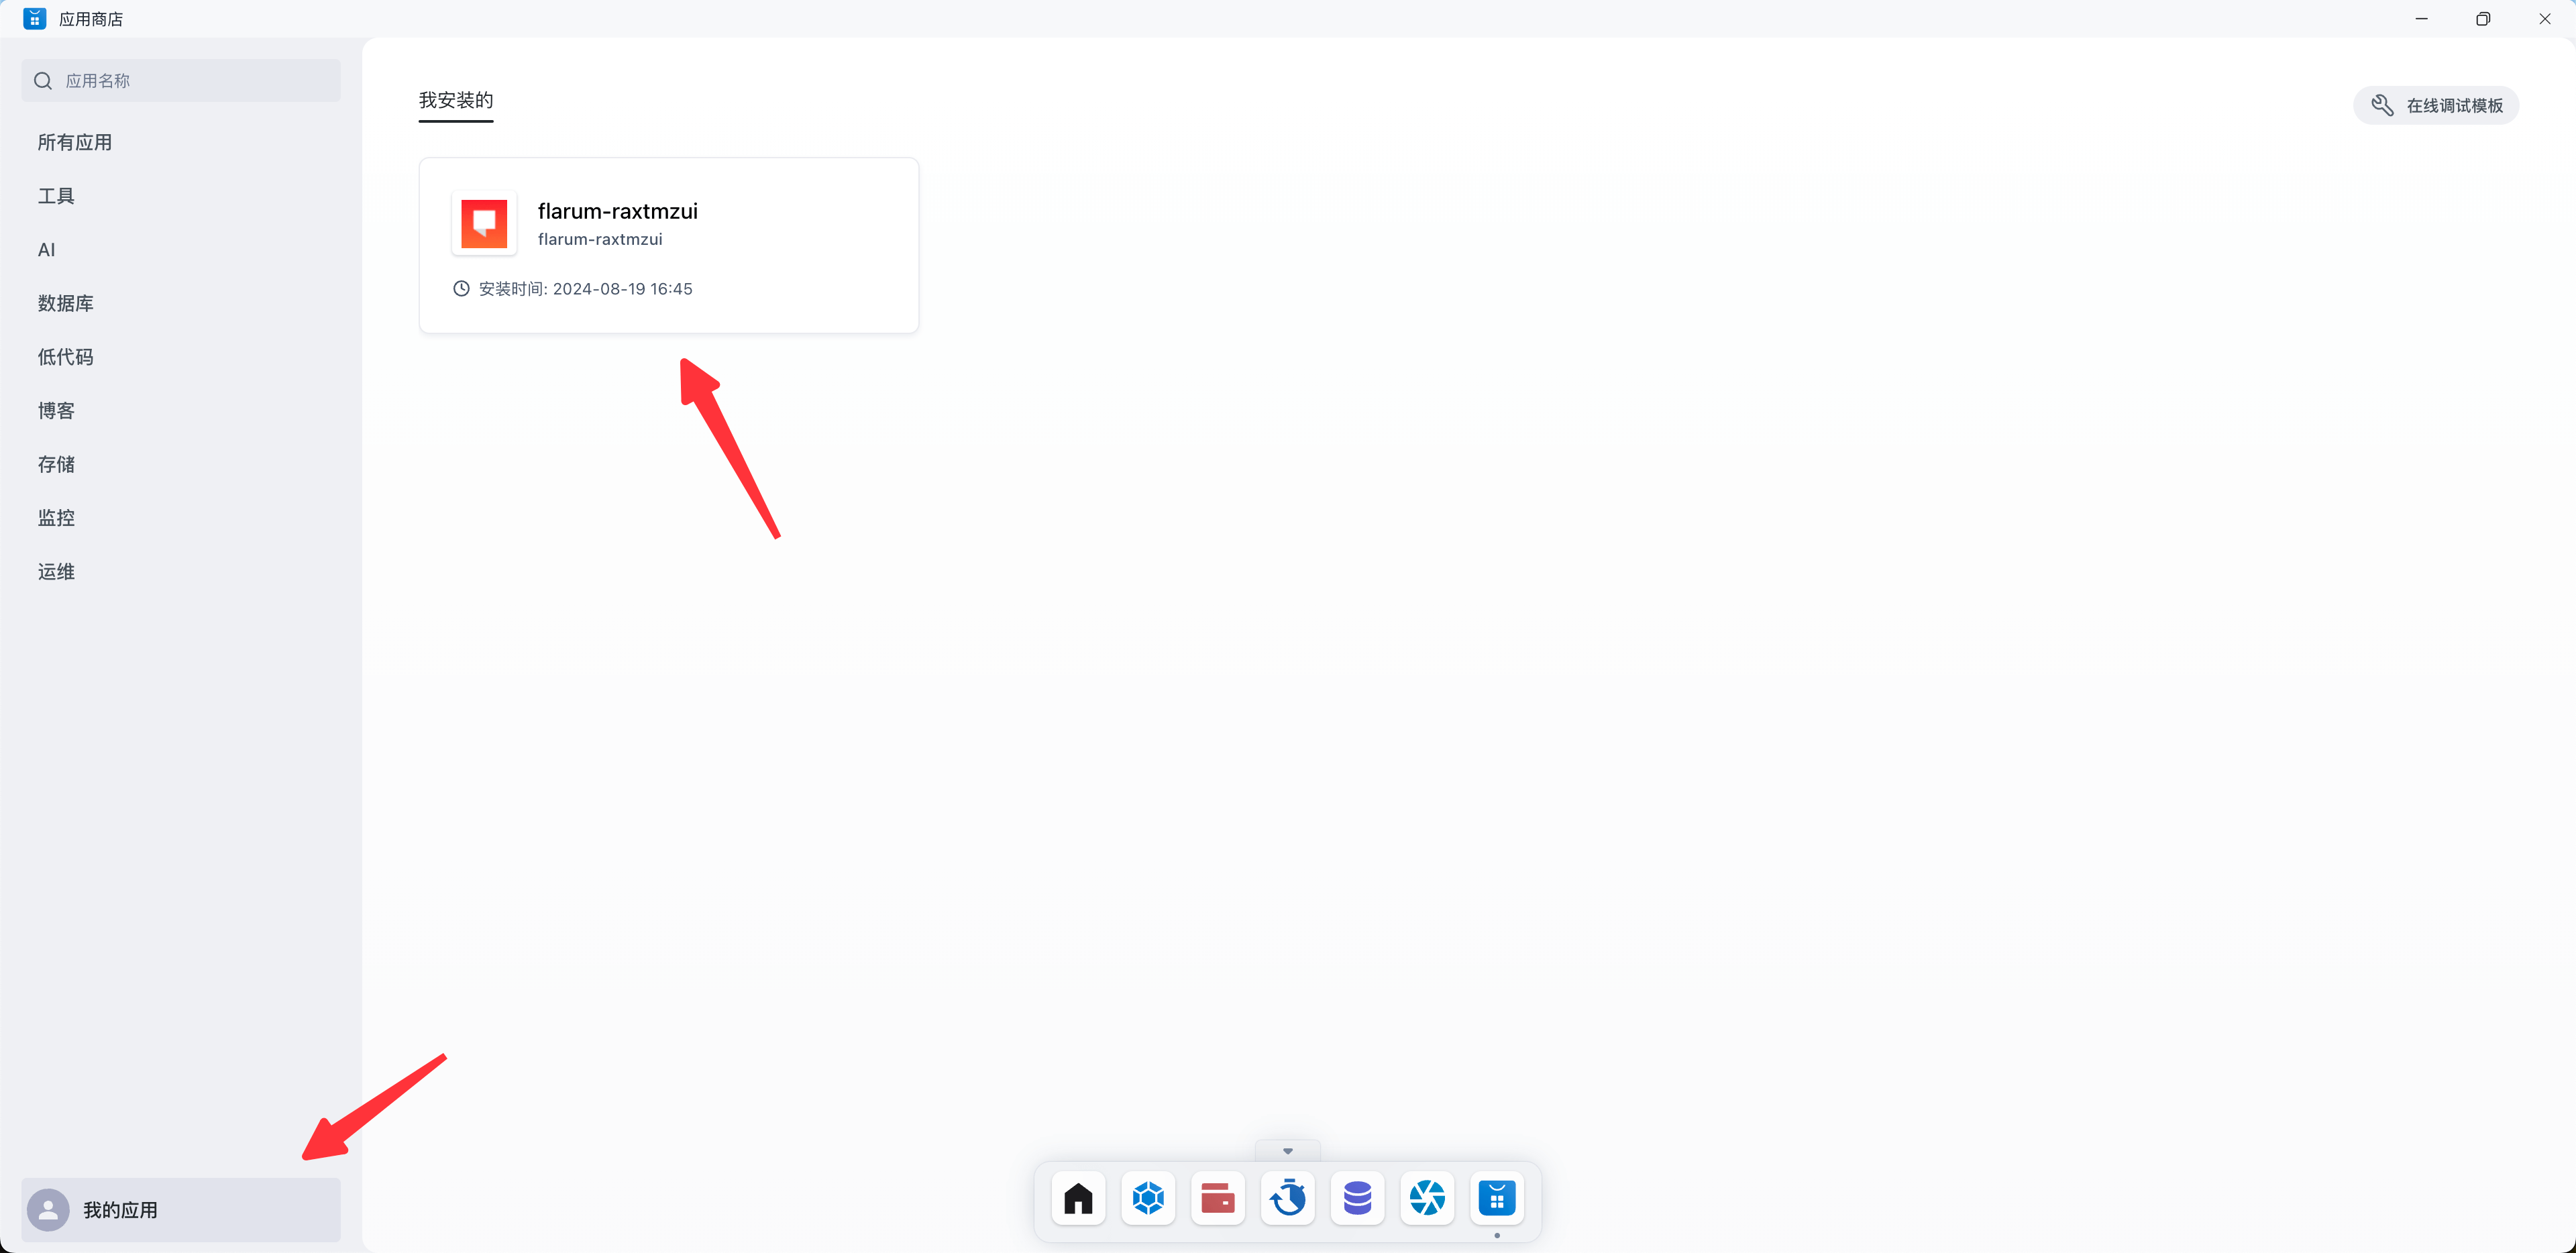 应用商店
应用名称
所有应用
工具
AI
数据库
低代码
博客
存储
监控
运维
我的应用
我安装的
在线调试模板
flarum-raxtmzui
flarum-raxtmzui
安装时间: 2024-08-19 16:45